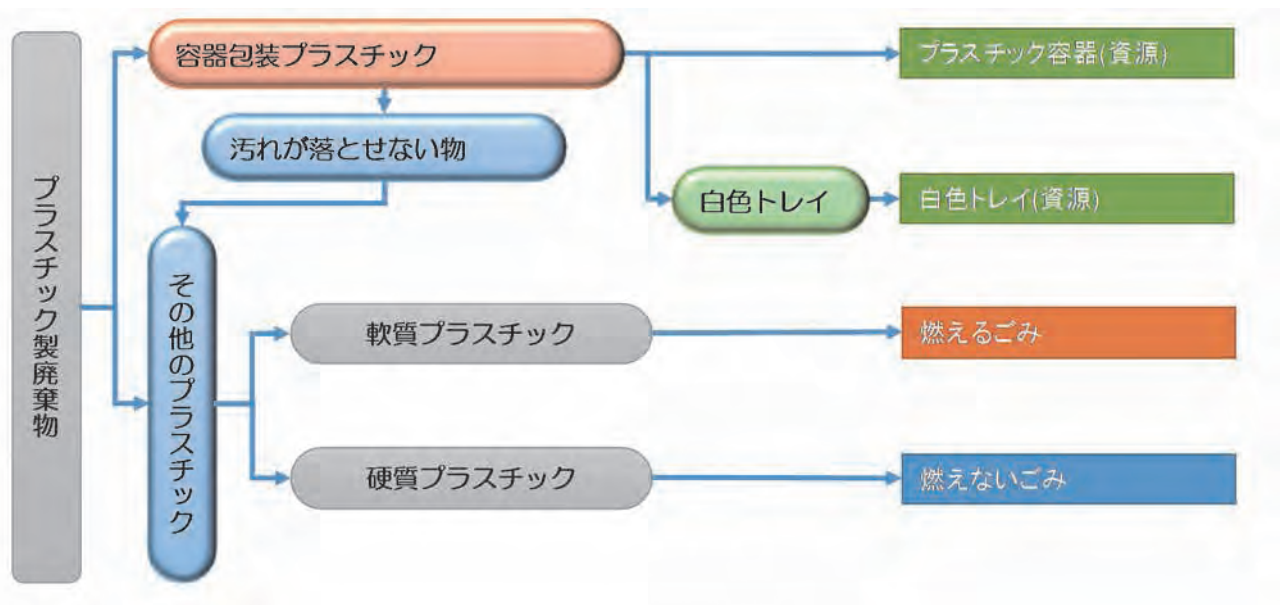 プラスチック製廃棄物
容器包装プラスチック
プラスチック容器(資源)
汚れが落とせない物
白色トレイ
白色トレイ(資源)
その他のプラスチック
軟質プラスチック
燃えるごみ
硬質プラスチック
燃えないごみ